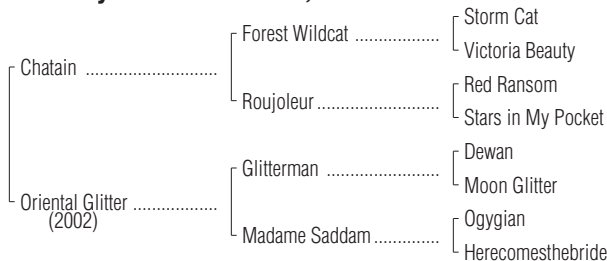 Storm Cat
Forest Wildcat
Victoria Beauty
Chatain
Red Ransom
Roujoleur
Stars in My Pocket
Dewan
Glitterman
Moon Glitter
Oriental Glitter
(2002)
Ogygian
Madame Saddam
Herecomesthebride